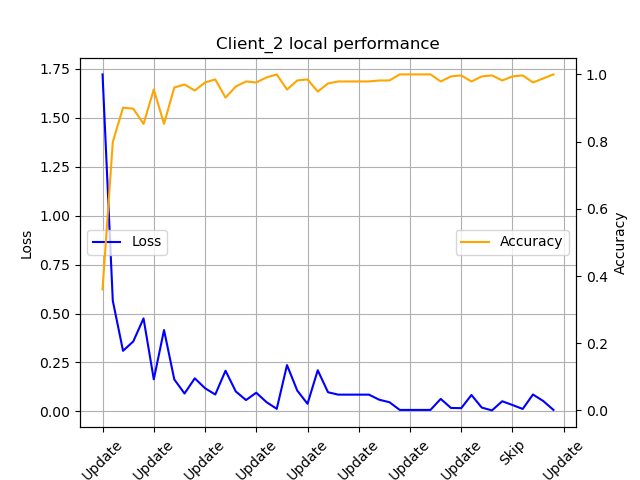 Client_2 local performance
Loss
1.75
1.50
1.25
1.00
0.75
0.50
0.25
0.00
Loss
Accuracy
1.0
0.8
0.6
0.4
0.2
0.0
Accuracy
Update
Update
Update
Update
Update
Update
Update
Update
Skip
Update